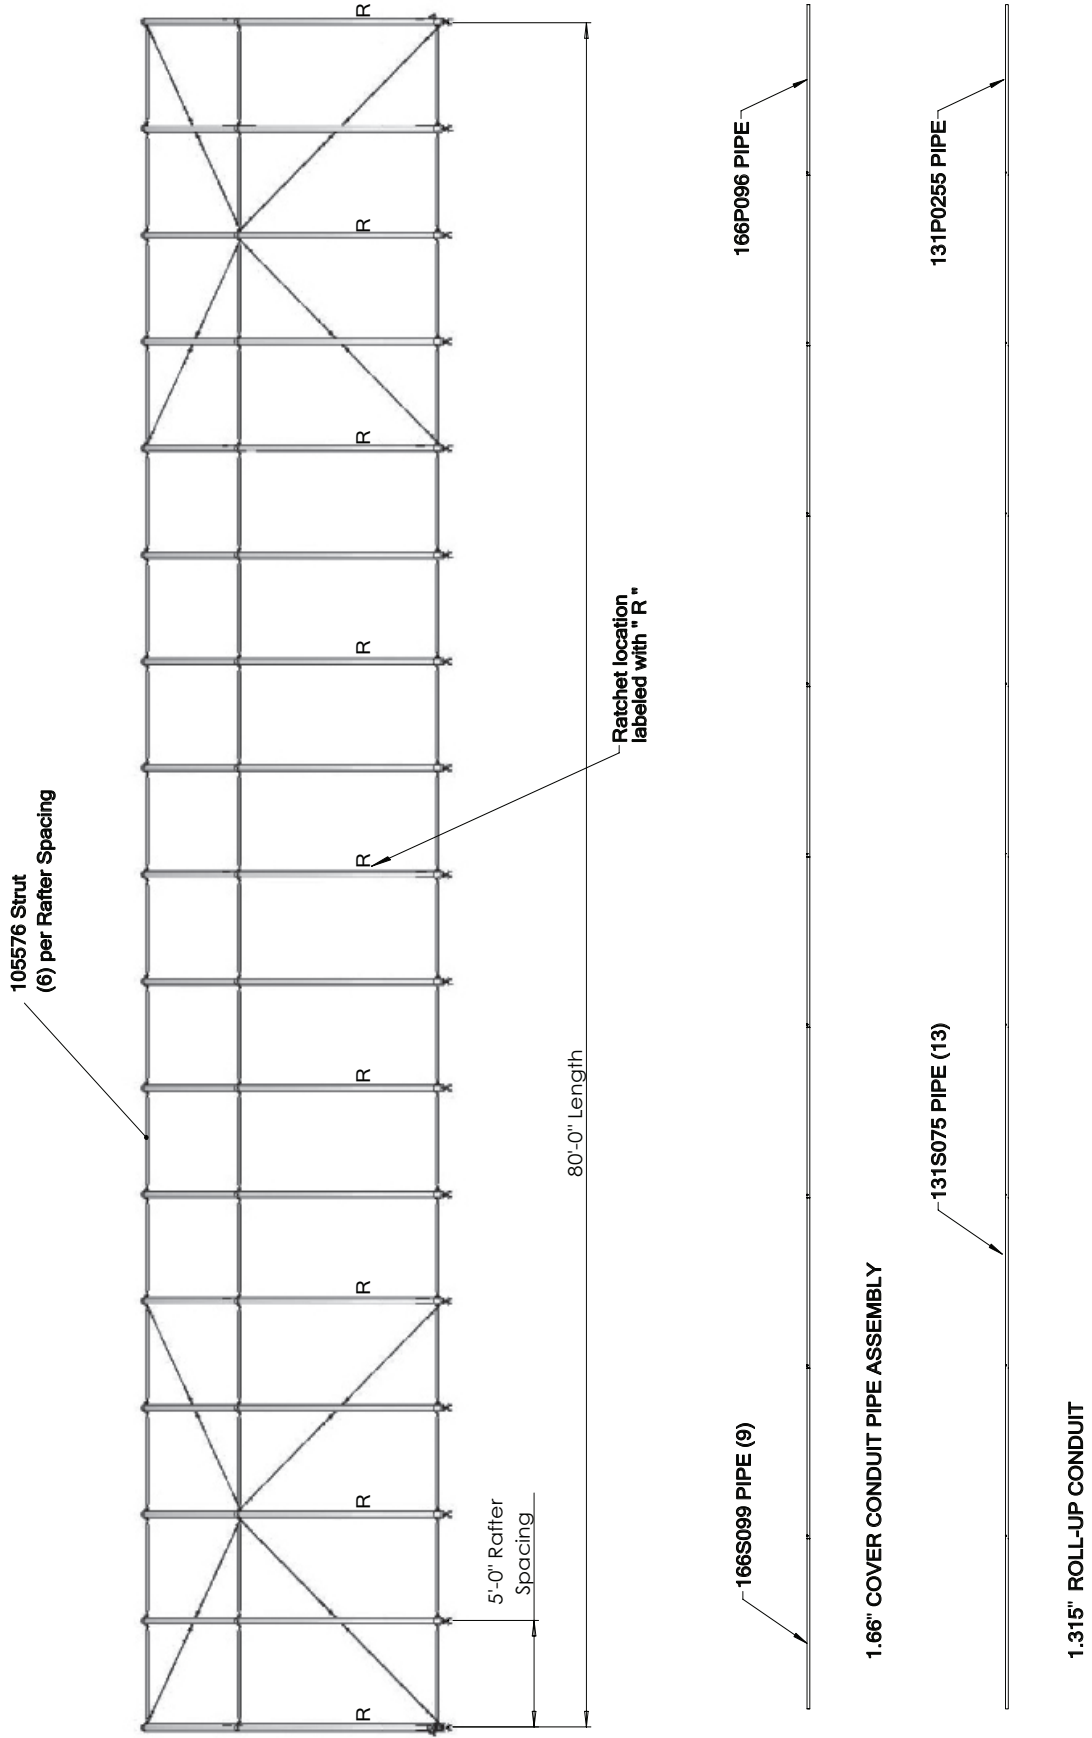 105576 Strut
(6) per Rafter Spacing
R
R
R
R
R
R
R
R
R
Ratchet location
labeled with " R "
5'-0" Rafter
Spacing
80'-0" Length
166S099 PIPE (9)
166P096 PIPE
1.66" COVER CONDUIT PIPE ASSEMBLY
131S075 PIPE (13)
131P0255 PIPE
1.315" ROLL-UP CONDUIT